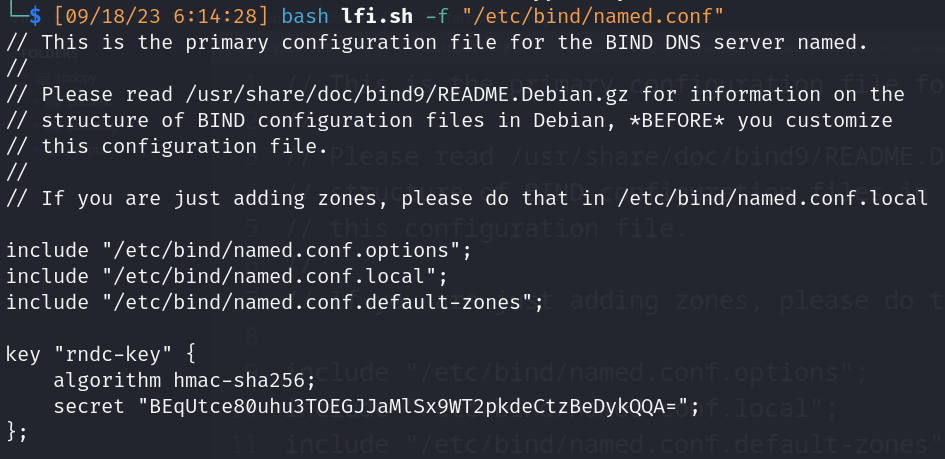 └─$ [09/18/23 6:14:28] bash lfi.sh -f "/etc/bind/named.conf"
// This is the primary configuration file for the BIND DNS server named.
//
// Please read /usr/share/doc/bind9/README.Debian.gz for information on the
// structure of BIND configuration files in Debian, *BEFORE* you customize
// this configuration file.
//
// If you are just adding zones, please do that in /etc/bind/named.conf.local

include "/etc/bind/named.conf.options";
include "/etc/bind/named.conf.local";
include "/etc/bind/named.conf.default-zones";

key "rndc-key" {
    algorithm hmac-sha256;
    secret "BEqUtce80uhu3TOEGJJaMlSx9WT2pkdeCtzBeDykQQA=";
};